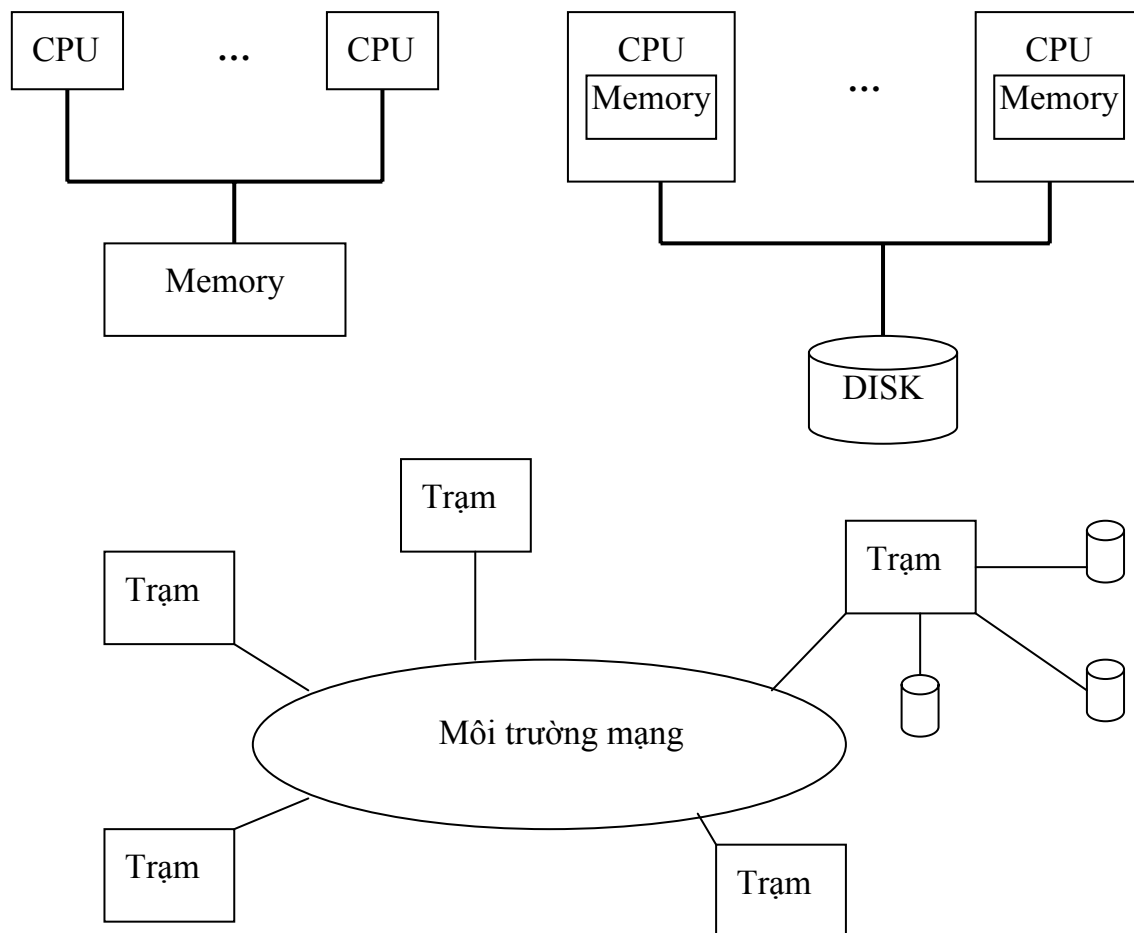 CPU
...
CPU
Memory
CPU
Memory
...
CPU
Memory
DISK
Trạm
Trạm
Trạm
Môi trường mạng
Trạm
Trạm